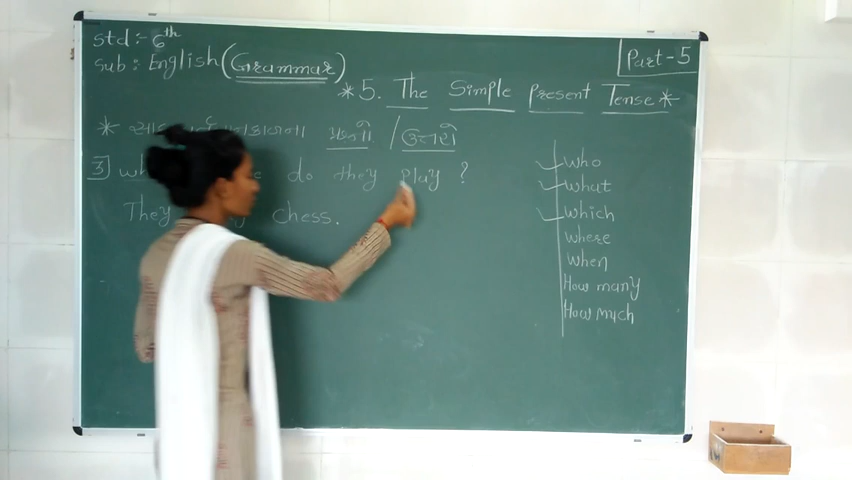 Std:- 6th
Sub: English (Grammar)
Part-5
*5. The Simple Present Tense*
* પ્રશ્નો / ઉત્તરો
3 do they Play ?
They chess.
Who
What
Which
Where
When
How many
How much